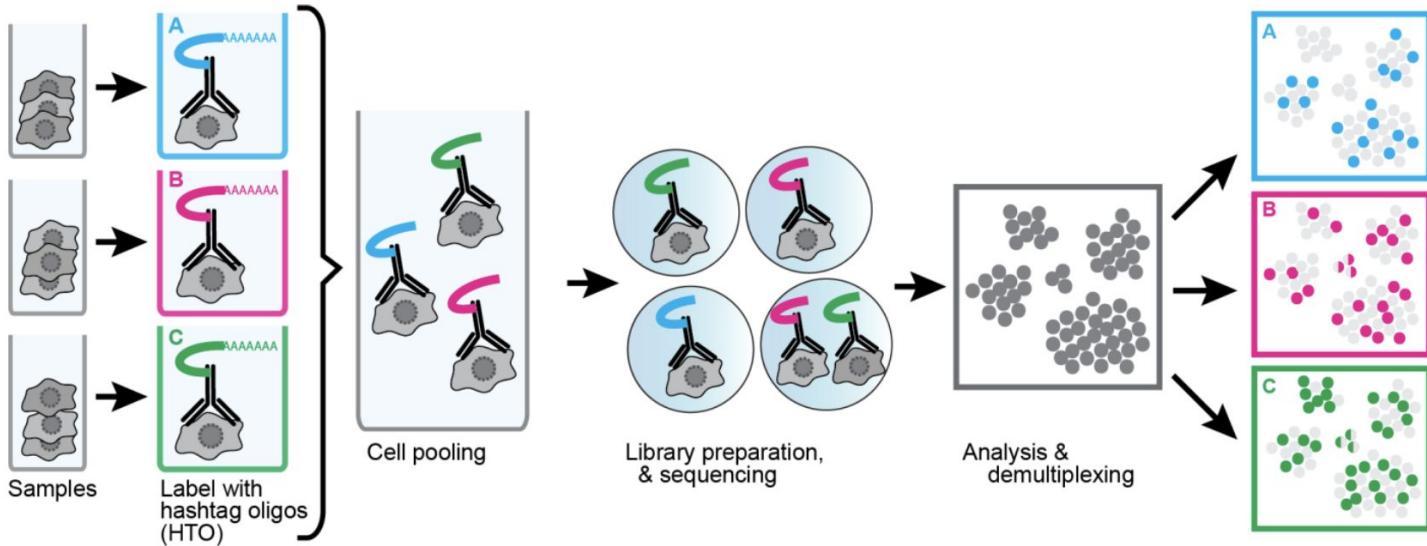 A
AAAAAAA
B
AAAAAAA
C
AAAAAAA
Samples
Label with
hashtag oligos
(HTO)
Cell pooling
Library preparation,
& sequencing
Analysis &
demultiplexing
A
B
C